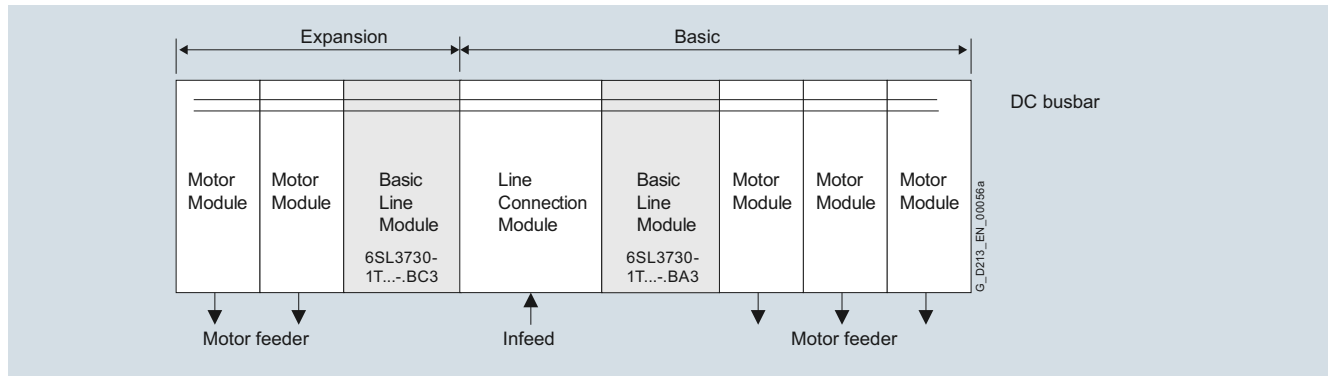 Expansion
Basic
DC busbar
Motor
Module
Motor
Module
Basic
Line
Module
6SL3730-
1T...-.BC3
Line
Connection
Module
Basic
Line
Module
6SL3730-
1T...-.BA3
Motor
Module
Motor
Module
Motor
Module
G_D213_EN_00056a
Motor feeder
Infeed
Motor feeder